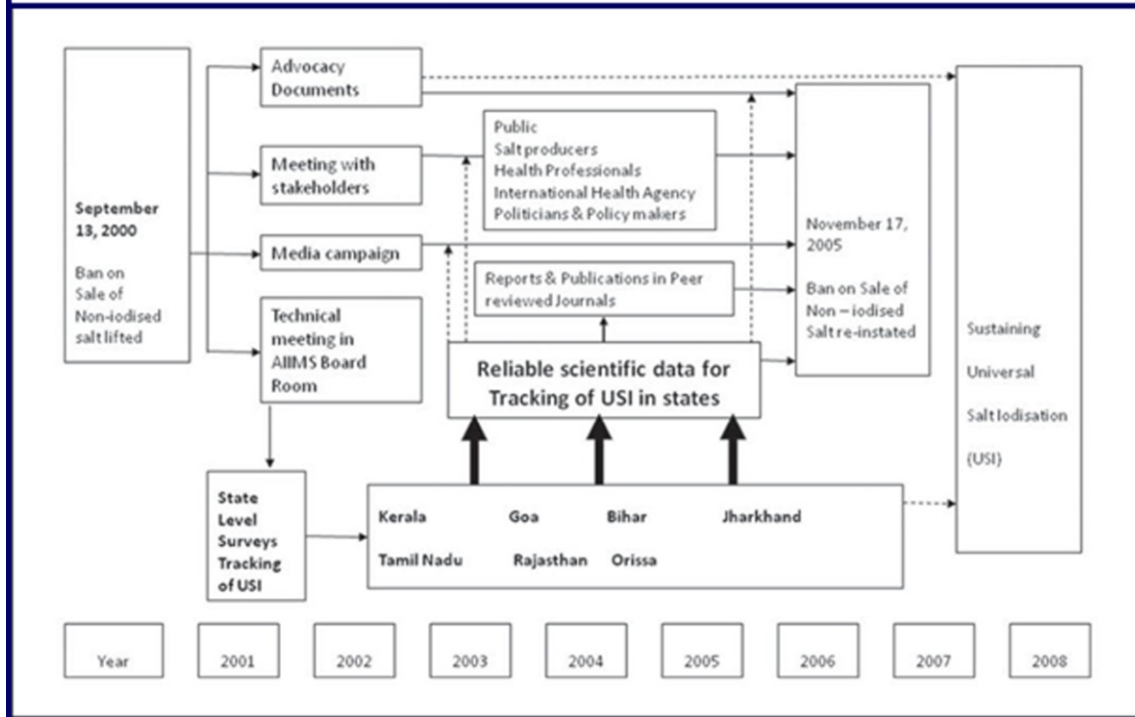 September
13, 2000
Ban on
Sale of
Non-iodised
salt lifted
Advocacy
Documents
Meeting with
stakeholders
Media campaign
Technical
meeting in
AIIMS Board
Room
State
Level
Surveys
Tracking
of USI
Public
Salt producers
Health Professionals
International Health Agency
Politicians & Policy makers
Reports & Publications in Peer
reviewed Journals
Reliable scientific data for
Tracking of USI in states
Kerala Goa Bihar Jharkhand
Tamil Nadu Rajasthan Orissa
November 17,
2005
Ban on Sale of
Non – iodised
Salt re-instated
Sustaining
Universal
Salt Iodisation
(USI)
Year 2001 2002 2003 2004 2005 2006 2007 2008